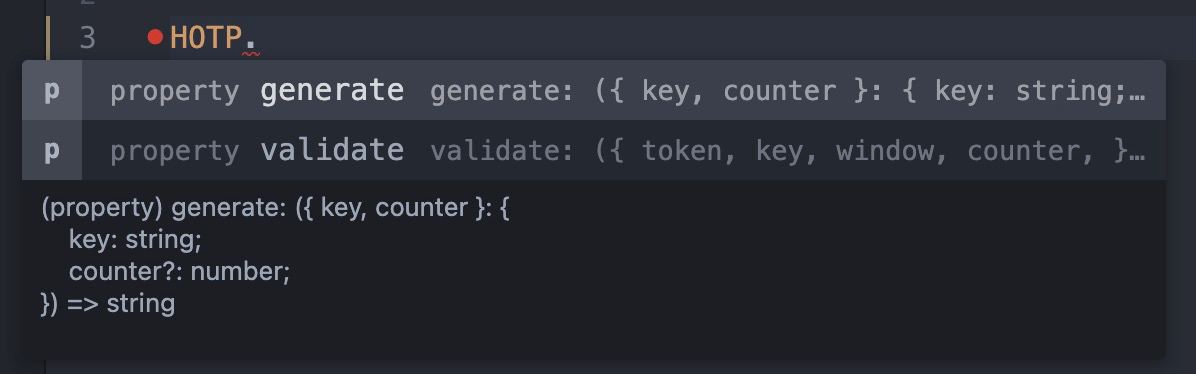 3 HOTP.
p property generate generate: ({ key, counter }: { key: string;…
p property validate validate: ({ token, key, window, counter, }…
(property) generate: ({ key, counter }: {
key: string;
counter?: number;
}) => string